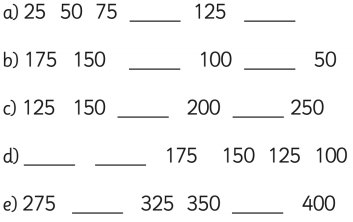 a) 25 50 75 _____ 125 _____
b) 175 150 _____ 100 _____ 50
c) 125 150 _____ 200 _____ 250
d) _____ _____ 175 150 125 100
e) 275 _____ 325 350 _____ 400